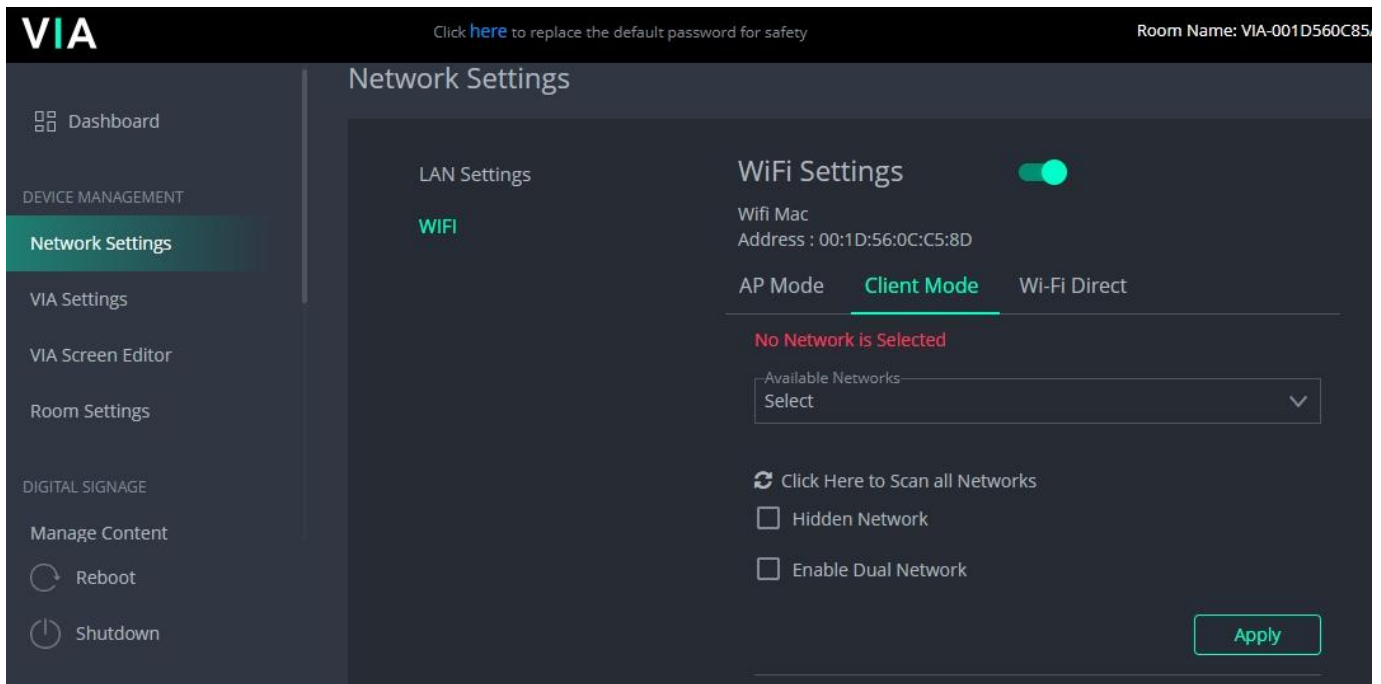 VIA
Click here to replace the default password for safety
Room Name: VIA-001D560C85
Network Settings
Dashboard
DEVICE MANAGEMENT
Network Settings
VIA Settings
VIA Screen Editor
Room Settings
DIGITAL SIGNAGE
Manage Content
Reboot
Shutdown
LAN Settings
WIFI
WiFi Settings
Wifi Mac
Address : 00:1D:56:0C:C5:8D
AP Mode Client Mode Wi-Fi Direct
No Network is Selected
Available Networks
Select
Click Here to Scan all Networks
Hidden Network
Enable Dual Network
Apply